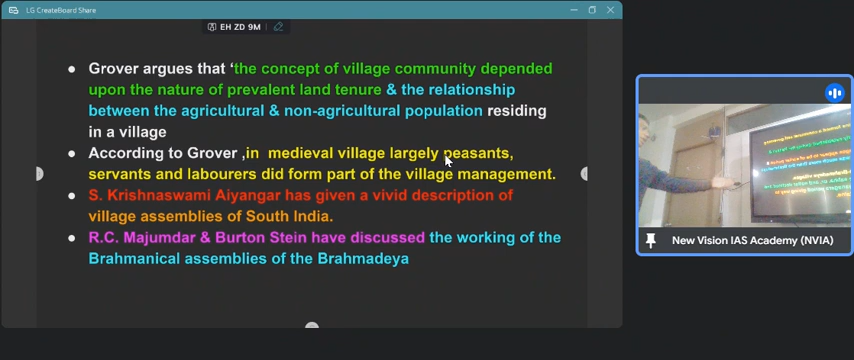 LG CreateBoard Share
EH ZD 9M
• Grover argues that ‘the concept of village community depended
upon the nature of prevalent land tenure & the relationship
between the agricultural & non-agricultural population residing
in a village
• According to Grover ,in medieval village largely peasants,
servants and labourers did form part of the village management.
• S. Krishnaswami Aiyangar has given a vivid description of
village assemblies of South India.
• R.C. Majumdar & Burton Stein have discussed the working of the
Brahmanical assemblies of the Brahmadeya
New Vision IAS Academy (NVIA)